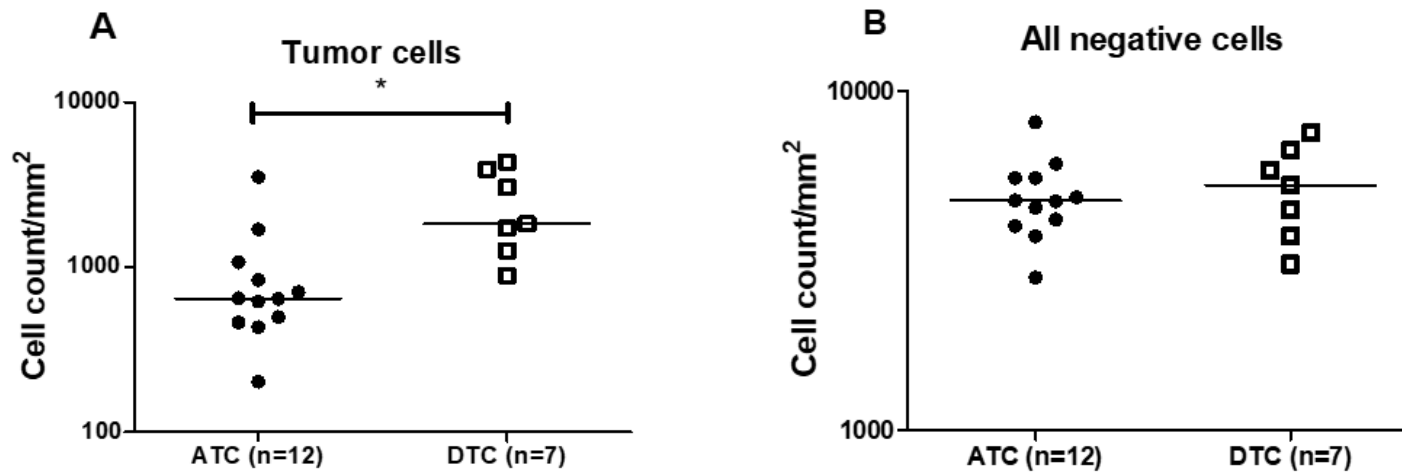 A
Tumor cells
*
Cell count/mm²
10000
1000
100
ATC (n=12)
DTC (n=7)
B
All negative cells
Cell count/mm²
10000
1000
ATC (n=12)
DTC (n=7)